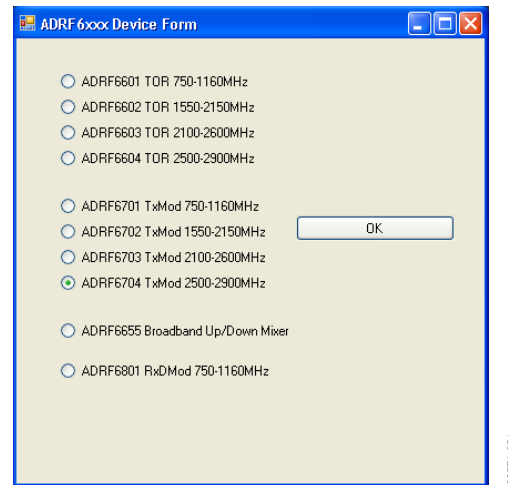 ADRF6xxx Device Form
ADRF6601 TOR 750-1160MHz
ADRF6602 TOR 1550-2150MHz
ADRF6603 TOR 2100-2600MHz
ADRF6604 TOR 2500-2900MHz
ADRF6701 TxMod 750-1160MHz
ADRF6702 TxMod 1550-2150MHz
OK
ADRF6703 TxMod 2100-2600MHz
ADRF6704 TxMod 2500-2900MHz
ADRF6655 Broadband Up/Down Mixer
ADRF6801 RxDMod 750-1160MHz